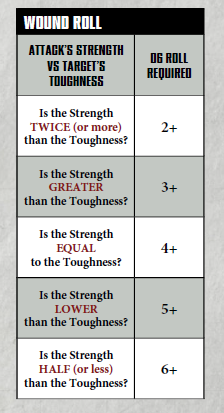 WOUND ROLL
ATTACK'S STRENGTH
VS TARGET'S
TOUGHNESS
D6 ROLL
REQUIRED
Is the Strength
TWICE (or more)
than the Toughness?
2+
Is the Strength
GREATER
than the Toughness?
3+
Is the Strength
EQUAL
to the Toughness?
4+
Is the Strength
LOWER
than the Toughness?
5+
Is the Strength
HALF (or less)
than the Toughness?
6+